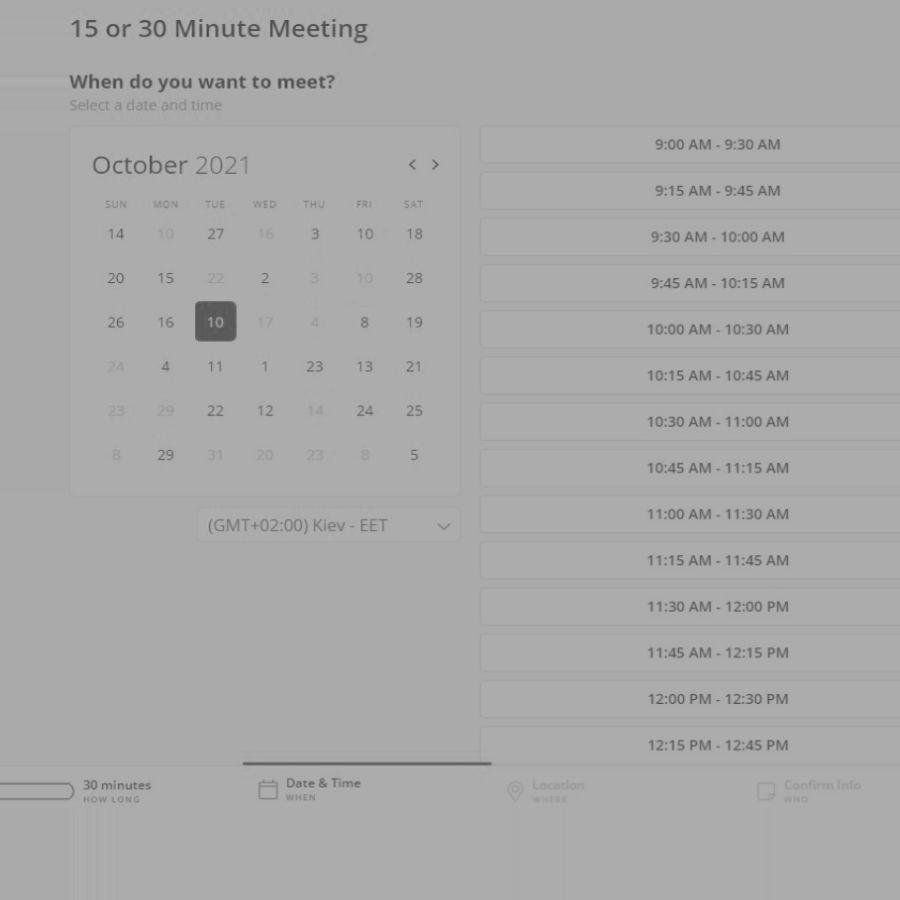 15 or 30 Minute Meeting
When do you want to meet?
Select a date and time
October 2021
SUN MON TUE WED THU FRI SAT
14 10 27 16 3 10 18
20 15 22 2 3 10 28
26 16 10 17 4 8 19
24 4 11 1 23 13 21
23 29 22 12 14 24 25
8 29 31 20 23 8 5
(GMT+02:00) Kiev - EET
9:00 AM - 9:30 AM
9:15 AM - 9:45 AM
9:30 AM - 10:00 AM
9:45 AM - 10:15 AM
10:00 AM - 10:30 AM
10:15 AM - 10:45 AM
10:30 AM - 11:00 AM
10:45 AM - 11:15 AM
11:00 AM - 11:30 AM
11:15 AM - 11:45 AM
11:30 AM - 12:00 PM
11:45 AM - 12:15 PM
12:00 PM - 12:30 PM
12:15 PM - 12:45 PM
30 minutes
HOW LONG
Date & Time
WHEN
Location
WHERE
Confirm Info
WHO